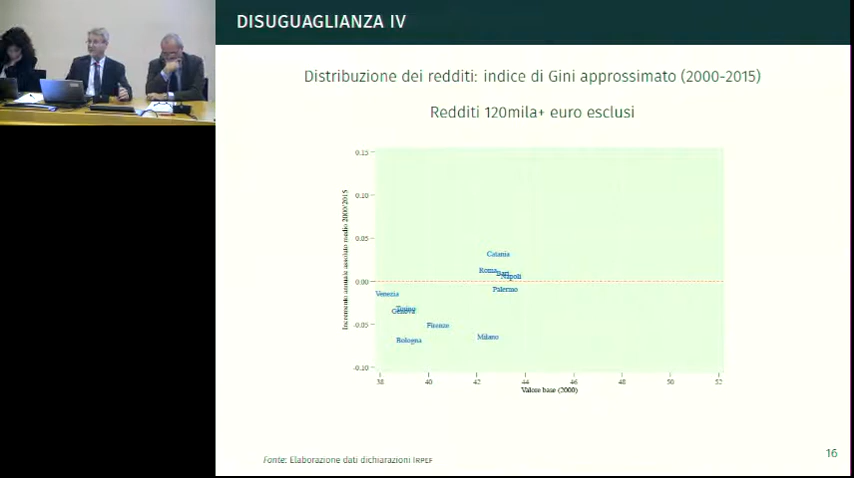 DISUGUAGLIANZA IV
Distribuzione dei redditi: indice di Gini approssimato (2000-2015)
Redditi 120mila+ euro esclusi
0.15
0.10
0.05
0.00
-0.05
-0.10
Incremento annuale assoluto medio 2000/2015
Catania
Roma
Bari
Napoli
Palermo
Venezia
Torino
Genova
Firenze
Bologna
Milano
38 40 42 44 46 48 50 52
Valore base (2000)
Fonte: Elaborazione dati dichiarazioni IRPEF
16